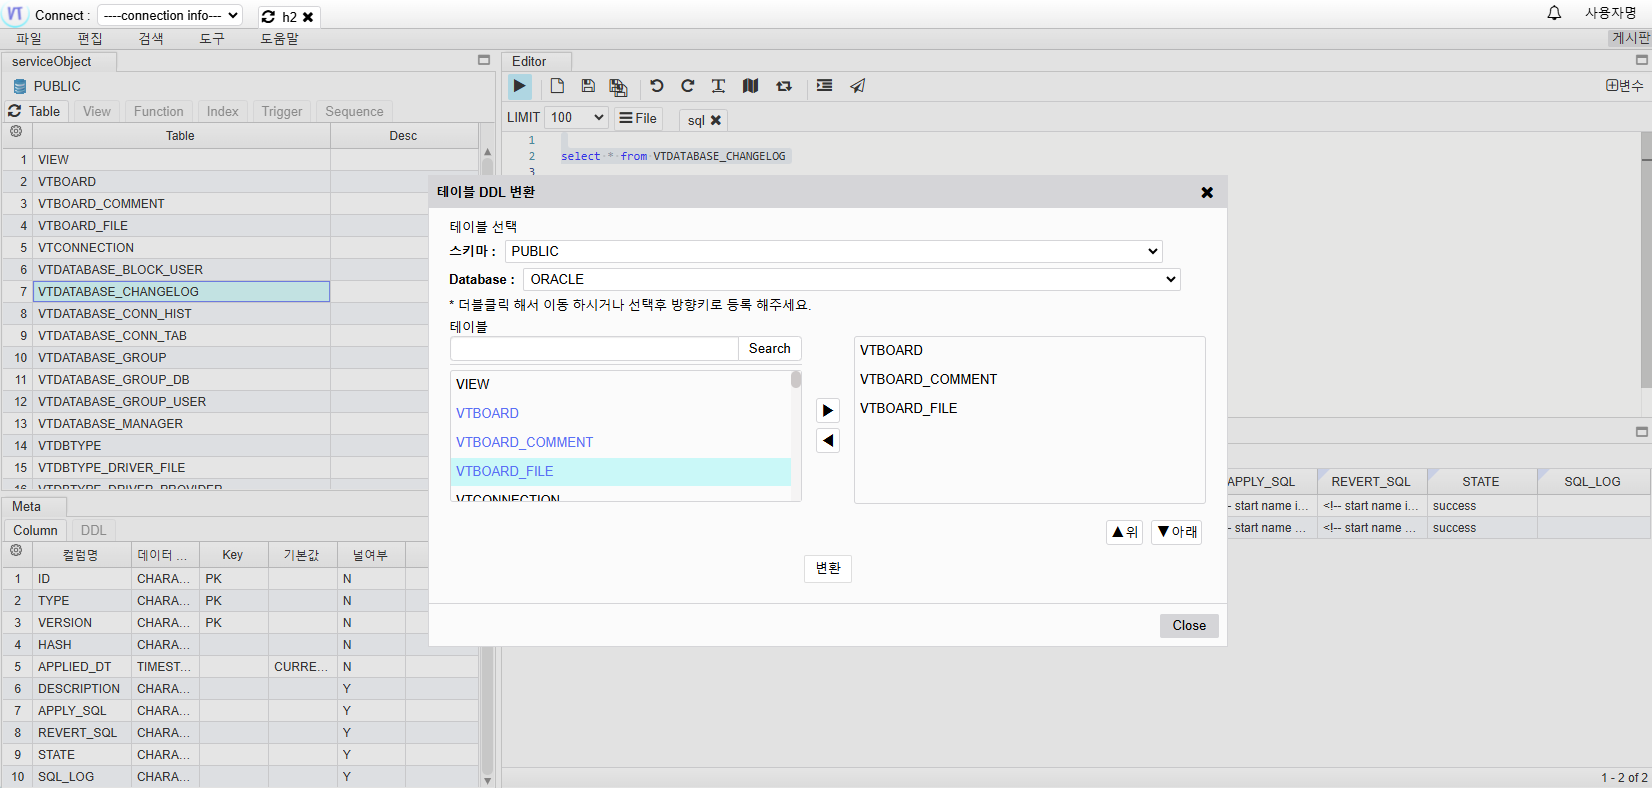 VT Connect : ----connection info--- h2 사용자명
파일 편집 검색 도구 도움말 게시판
serviceObject
PUBLIC
Table View Function Index Trigger Sequence
Table Desc
1 VIEW
2 VTBOARD
3 VTBOARD_COMMENT
4 VTBOARD_FILE
5 VTCONNECTION
6 VTDATABASE_BLOCK_USER
7 VTDATABASE_CHANGELOG
8 VTDATABASE_CONN_HIST
9 VTDATABASE_CONN_TAB
10 VTDATABASE_GROUP
11 VTDATABASE_GROUP_DB
12 VTDATABASE_GROUP_USER
13 VTDATABASE_MANAGER
14 VTDBTYPE
15 VTDBTYPE_DRIVER_FILE
16 VTDBTYPE_DRIVER_PROVIDER
Meta
Column DDL
컬럼명 데이터 ... Key 기본값 널여부
1 ID CHARA... PK N
2 TYPE CHARA... PK N
3 VERSION CHARA... PK N
4 HASH CHARA... N
5 APPLIED_DT TIMEST... CURRE... N
6 DESCRIPTION CHARA... Y
7 APPLY_SQL CHARA... Y
8 REVERT_SQL CHARA... Y
9 STATE CHARA... Y
10 SQL_LOG CHARA... Y
Editor
변수
LIMIT 100 File sql
1
2 select * from VTDATABASE_CHANGELOG
3
테이블 DDL 변환
테이블 선택
스키마 : PUBLIC
Database : ORACLE
* 더블클릭 해서 이동 하시거나 선택후 방향키로 등록 해주세요.
테이블
Search
VIEW
VTBOARD
VTBOARD_COMMENT
VTBOARD_FILE
VTCONNECTION
VTBOARD
VTBOARD_COMMENT
VTBOARD_FILE
▲위 ▼아래
변환
Close
APPLY_SQL REVERT_SQL STATE SQL_LOG
- start name i... <!-- start name i... success
- start name ... <!-- start name ... success
1 - 2 of 2